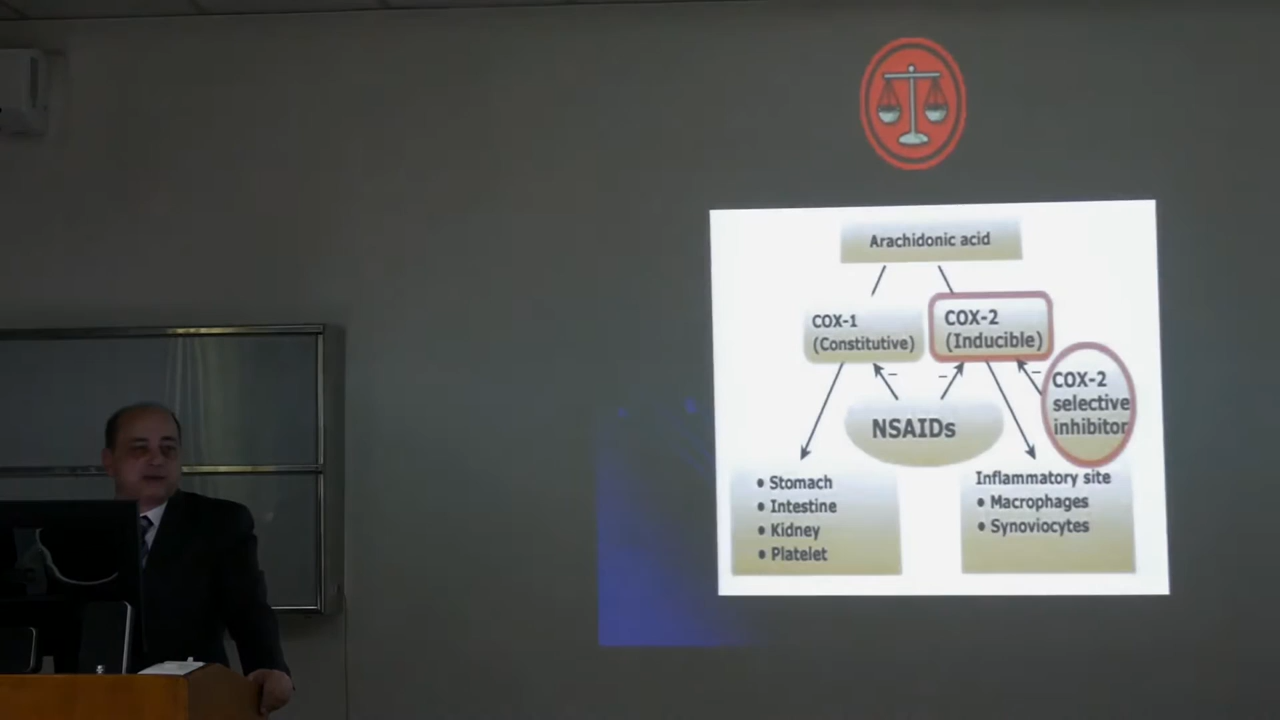 Arachidonic acid
COX-1
(Constitutive)
COX-2
(Inducible)
COX-2
selective
inhibitor
NSAIDs
• Stomach
• Intestine
• Kidney
• Platelet
Inflammatory site
• Macrophages
• Synoviocytes